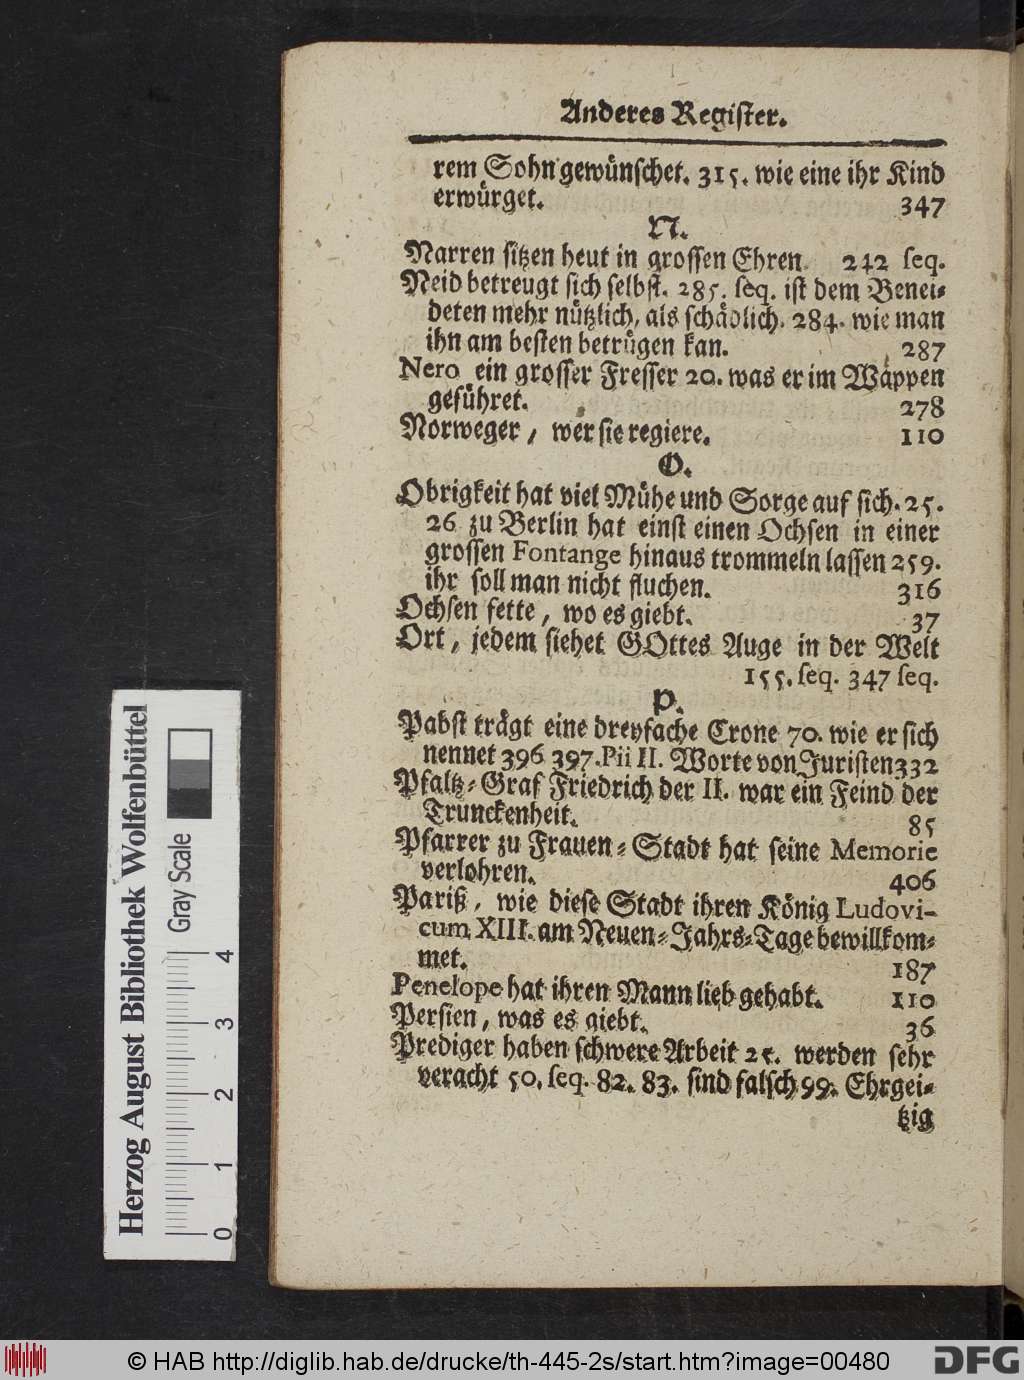 Anderes Register.
rem Sohn gewünschet. 315. wie eine ihr Kind
erwürget. 347
N.
Narren sitzen heut in grossen Ehren 242 seq.
Neid betreugt sich selbst. 285. seq. ist dem Benei-
deten mehr nützlich, als schädlich. 284. wie man
ihn am besten betrügen kan. 287
Nero ein grosser Fresser 20. was er im Wappen
geführet. 278
Norweger, wer sie regiere. 110
O.
Obrigkeit hat viel Mühe und Sorge auf sich. 25.
26 zu Berlin hat einst einen Ochsen in einer
grossen Fontange hinaus trommeln lassen 259.
ihr soll man nicht fluchen. 316
Ochsen fette, wo es giebt. 37
Ort, jedem siehet GOttes Auge in der Welt
155. seq. 347 seq.
P.
Pabst trägt eine dreyfache Crone 70. wie er sich
nennet 396 397. Pii II. Worte von Juristen 332
Pfaltz-Graf Friedrich der II. war ein Feind der
Trunckenheit. 85
Pfarrer zu Frauen-Stadt hat seine Memorie
verlohren. 406
Pariß, wie diese Stadt ihren König Ludovi-
cum XIII. am Neuen-Jahrs-Tage bewillkom-
met. 187
Penelope hat ihren Mann lieb gehabt. 110
Persien, was es giebt. 36
Prediger haben schwere Arbeit 25. werden sehr
veracht 50. seq. 82. 83. sind falsch 99. Ehrgei-
tzig
Herzog August Bibliothek Wolfenbüttel
Gray Scale
0 1 2 3 4
© HAB http://diglib.hab.de/drucke/th-445-2s/start.htm?image=00480
DFG